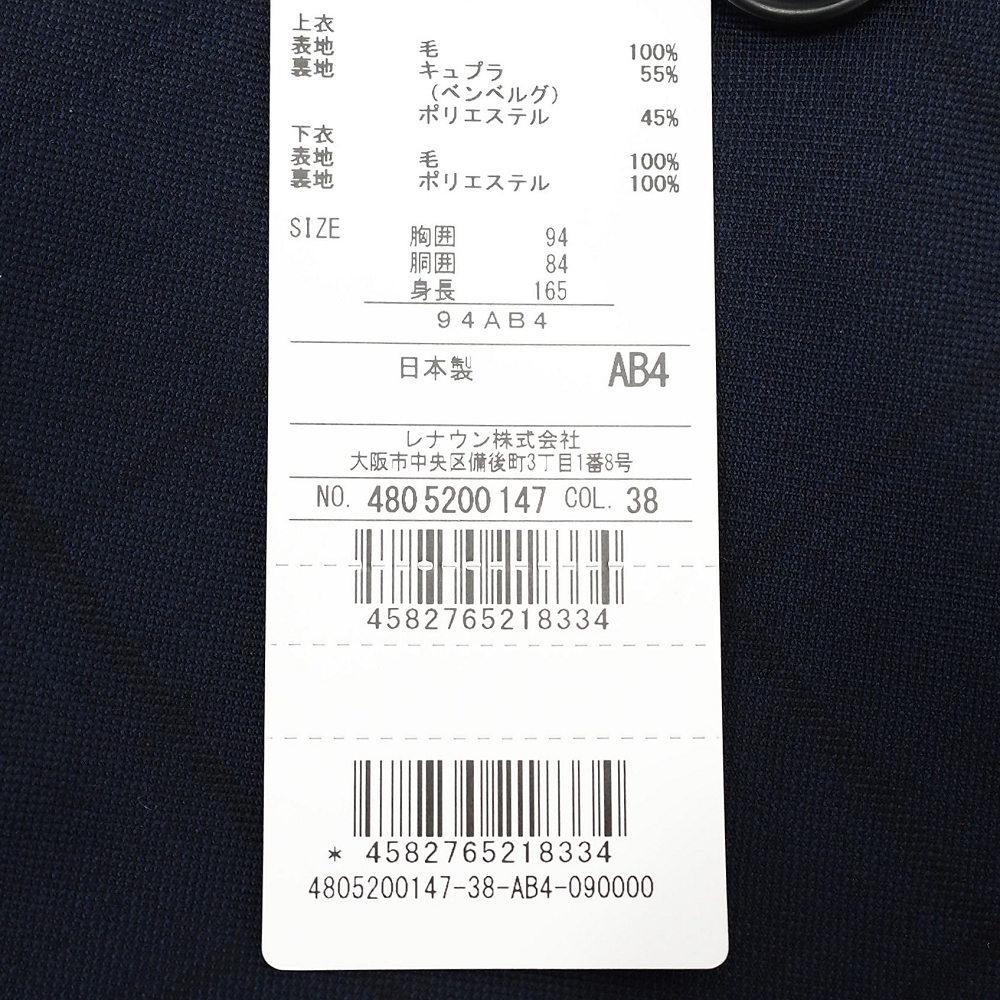 上衣
表地 毛 100%
裏地 キュプラ 55%
(ベンベルグ)
ポリエステル 45%
下衣
表地 毛 100%
裏地 ポリエステル 100%
SIZE 胸囲 94
胴囲 84
身長 165
94AB4
日本製 AB4
レナウン株式会社
大阪市中央区備後町3丁目1番8号
NO. 4805200147 COL. 38
4582765218334
* 4582765218334
4805200147-38-AB4-090000